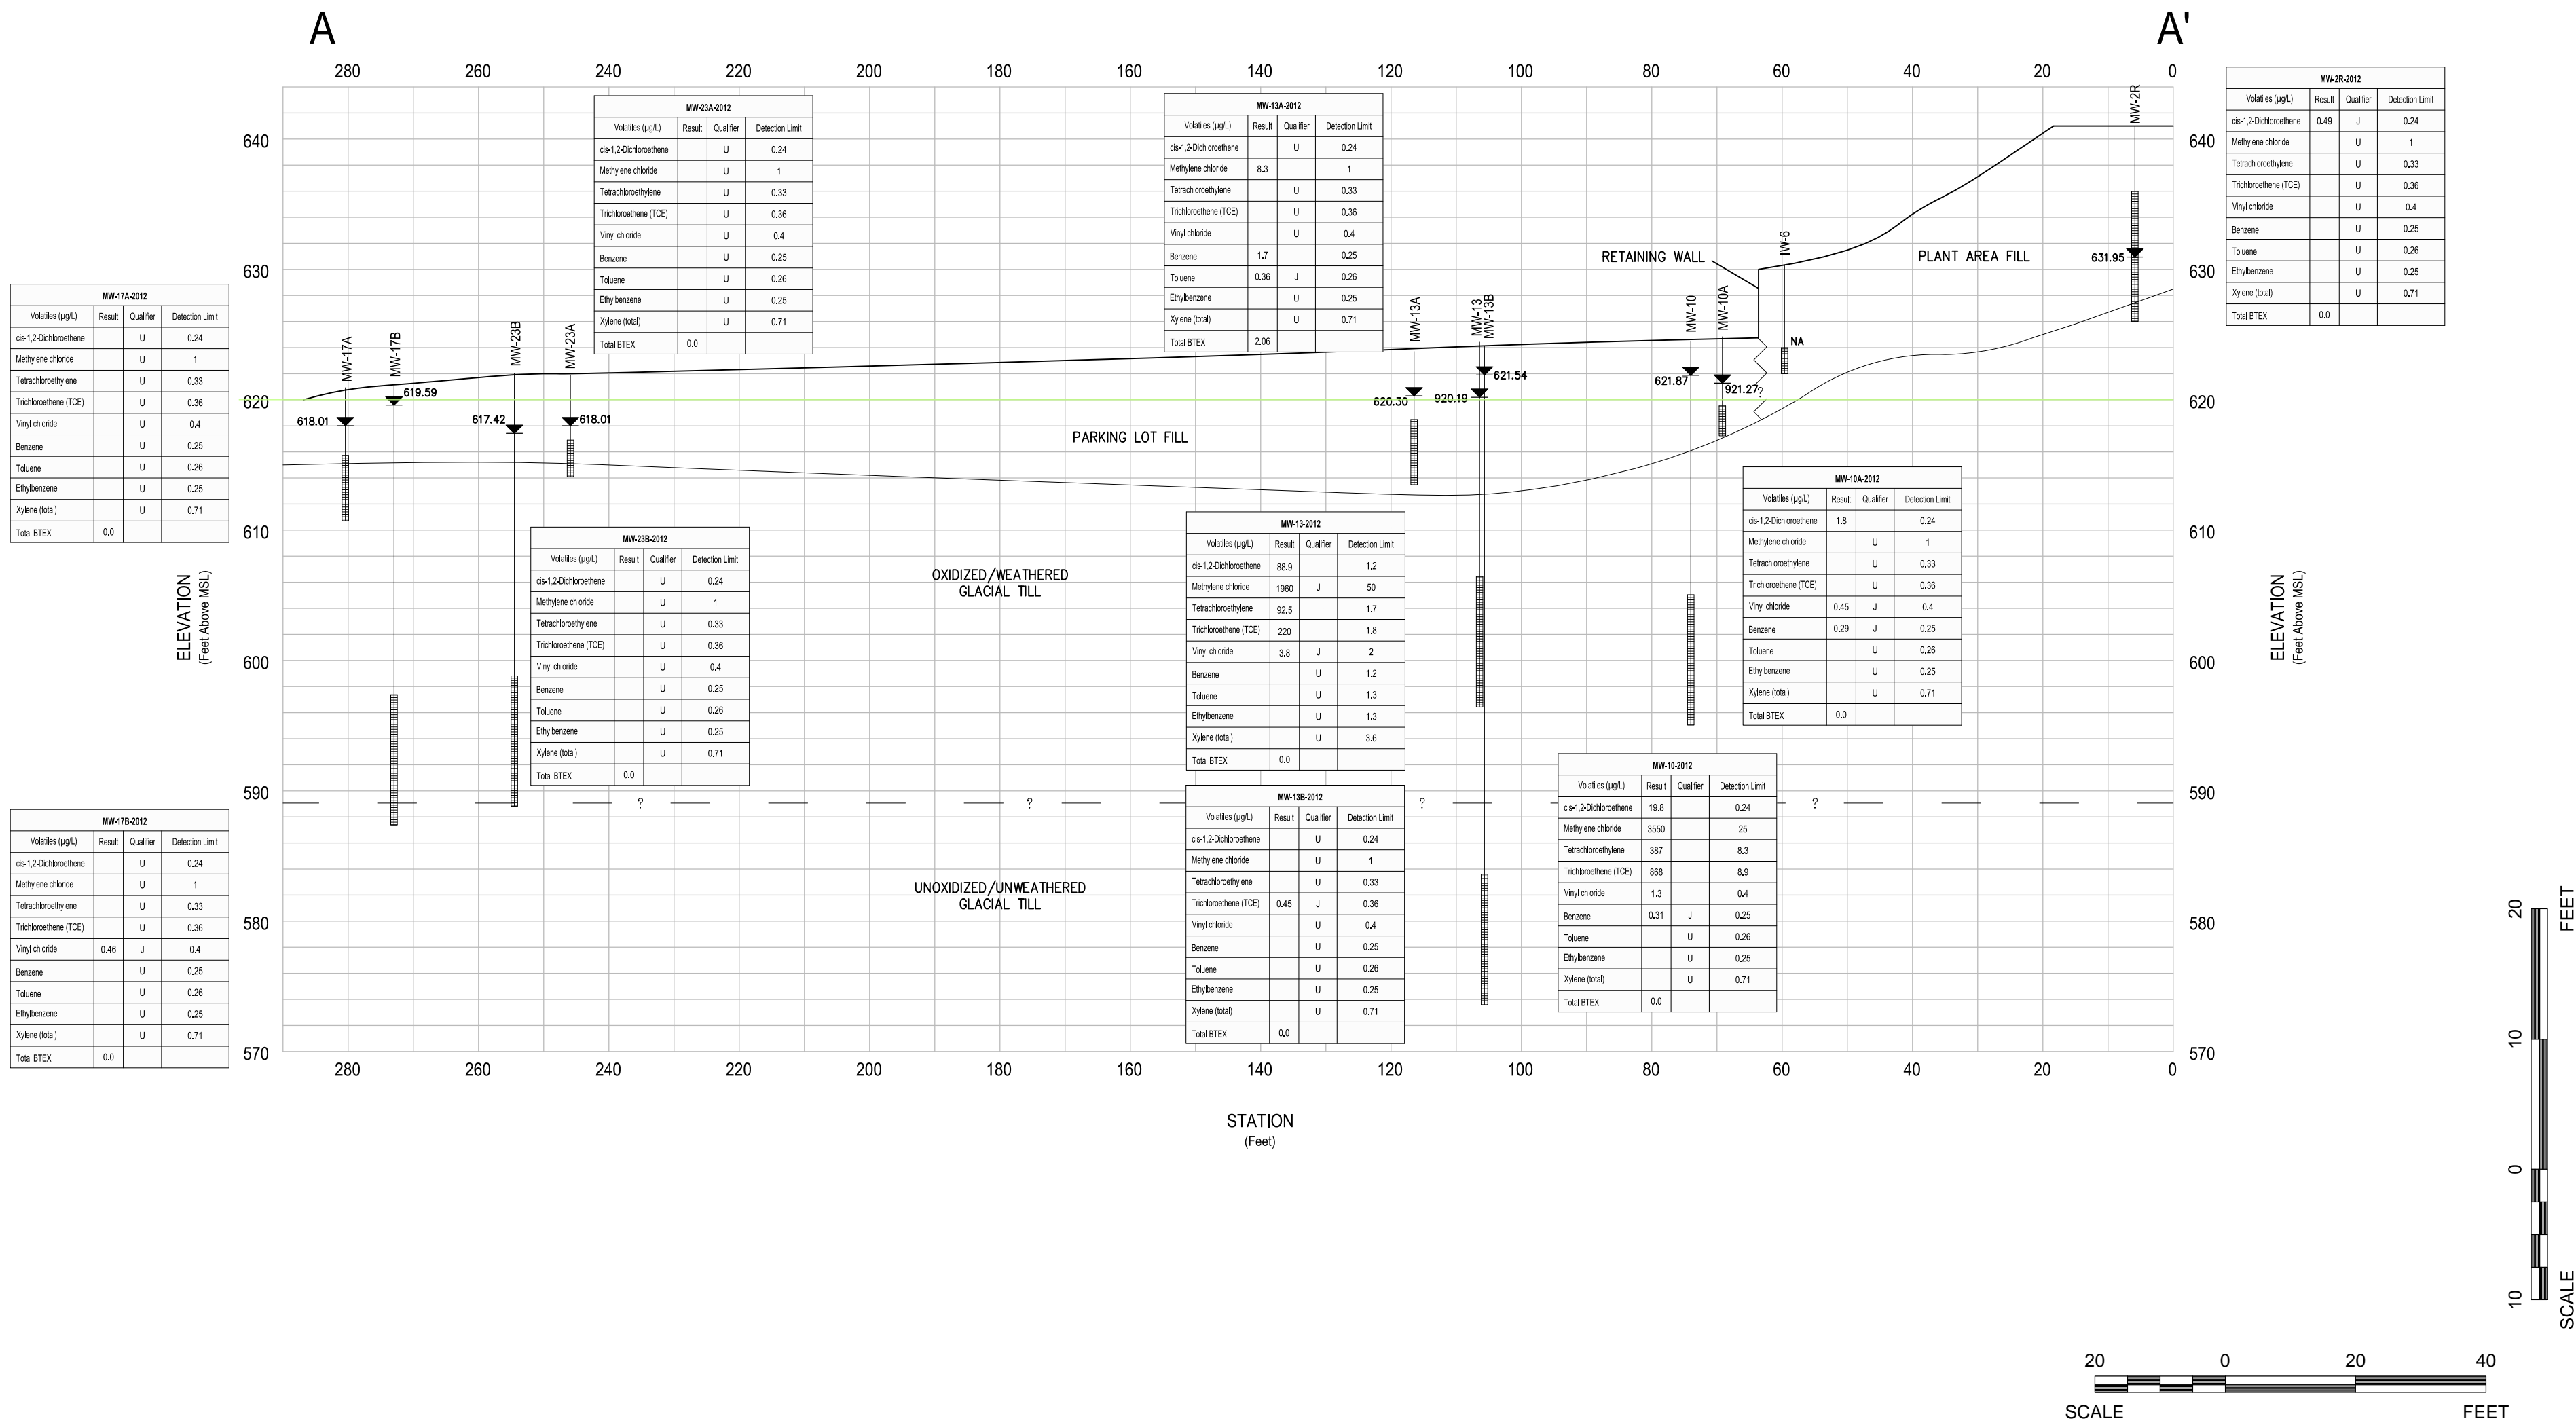 A
A'
280 260 240 220 200 180 160 140 120 100 80 60 40 20 0
MW-23A-2012
Volatiles (µg/L) Result Qualifier Detection Limit
cis-1,2-Dichloroethene U 0.24
Methylene chloride U 1
Tetrachloroethylene U 0.33
Trichloroethene (TCE) U 0.36
Vinyl chloride U 0.4
Benzene U 0.25
Toluene U 0.26
Ethylbenzene U 0.25
Xylene (total) U 0.71
Total BTEX 0.0
MW-13A-2012
Volatiles (µg/L) Result Qualifier Detection Limit
cis-1,2-Dichloroethene U 0.24
Methylene chloride 8.3 1
Tetrachloroethylene U 0.33
Trichloroethene (TCE) U 0.36
Vinyl chloride U 0.4
Benzene 1.7 0.25
Toluene 0.36 J 0.26
Ethylbenzene U 0.25
Xylene (total) U 0.71
Total BTEX 2.06
MW-2R-2012
Volatiles (µg/L) Result Qualifier Detection Limit
cis-1,2-Dichloroethene 0.49 J 0.24
Methylene chloride U 1
Tetrachloroethylene U 0.33
Trichloroethene (TCE) U 0.36
Vinyl chloride U 0.4
Benzene U 0.25
Toluene U 0.26
Ethylbenzene U 0.25
Xylene (total) U 0.71
Total BTEX 0.0
MW-17A-2012
Volatiles (µg/L) Result Qualifier Detection Limit
cis-1,2-Dichloroethene U 0.24
Methylene chloride U 1
Tetrachloroethylene U 0.33
Trichloroethene (TCE) U 0.36
Vinyl chloride U 0.4
Benzene U 0.25
Toluene U 0.26
Ethylbenzene U 0.25
Xylene (total) U 0.71
Total BTEX 0.0
640
630
620
610
600
590
580
570
ELEVATION
(Feet Above MSL)
MW-17A
618.01
MW-17B
619.59
MW-23B
617.42
MW-23A
618.01
MW-13A
620.30
MW-13
920.19
MW-13B
621.54
MW-10
621.87
MW-10A
921.27
?
IW-6
NA
MW-2R
631.95
RETAINING WALL
PLANT AREA FILL
PARKING LOT FILL
OXIDIZED/WEATHERED
GLACIAL TILL
MW-23B-2012
Volatiles (µg/L) Result Qualifier Detection Limit
cis-1,2-Dichloroethene U 0.24
Methylene chloride U 1
Tetrachloroethylene U 0.33
Trichloroethene (TCE) U 0.36
Vinyl chloride U 0.4
Benzene U 0.25
Toluene U 0.26
Ethylbenzene U 0.25
Xylene (total) U 0.71
Total BTEX 0.0
MW-13-2012
Volatiles (µg/L) Result Qualifier Detection Limit
cis-1,2-Dichloroethene 88.9 1.2
Methylene chloride 1960 J 50
Tetrachloroethylene 92.5 1.7
Trichloroethene (TCE) 220 1.8
Vinyl chloride 3.8 J 2
Benzene U 1.2
Toluene U 1.3
Ethylbenzene U 1.3
Xylene (total) U 3.6
Total BTEX 0.0
MW-10A-2012
Volatiles (µg/L) Result Qualifier Detection Limit
cis-1,2-Dichloroethene 1.8 0.24
Methylene chloride U 1
Tetrachloroethylene U 0.33
Trichloroethene (TCE) U 0.36
Vinyl chloride 0.45 J 0.4
Benzene 0.29 J 0.25
Toluene U 0.26
Ethylbenzene U 0.25
Xylene (total) U 0.71
Total BTEX 0.0
? ? ? ?
MW-17B-2012
Volatiles (µg/L) Result Qualifier Detection Limit
cis-1,2-Dichloroethene U 0.24
Methylene chloride U 1
Tetrachloroethylene U 0.33
Trichloroethene (TCE) U 0.36
Vinyl chloride 0.46 J 0.4
Benzene U 0.25
Toluene U 0.26
Ethylbenzene U 0.25
Xylene (total) U 0.71
Total BTEX 0.0
UNOXIDIZED/UNWEATHERED
GLACIAL TILL
MW-13B-2012
Volatiles (µg/L) Result Qualifier Detection Limit
cis-1,2-Dichloroethene U 0.24
Methylene chloride U 1
Tetrachloroethylene U 0.33
Trichloroethene (TCE) 0.45 J 0.36
Vinyl chloride U 0.4
Benzene U 0.25
Toluene U 0.26
Ethylbenzene U 0.25
Xylene (total) U 0.71
Total BTEX 0.0
MW-10-2012
Volatiles (µg/L) Result Qualifier Detection Limit
cis-1,2-Dichloroethene 19.8 0.24
Methylene chloride 3550 25
Tetrachloroethylene 387 8.3
Trichloroethene (TCE) 868 8.9
Vinyl chloride 1.3 0.4
Benzene 0.31 J 0.25
Toluene U 0.26
Ethylbenzene U 0.25
Xylene (total) U 0.71
Total BTEX 0.0
640
630
620
610
600
590
580
570
ELEVATION
(Feet Above MSL)
280 260 240 220 200 180 160 140 120 100 80 60 40 20 0
STATION
(Feet)
20
10
0
10
FEET
SCALE
20 0 20 40
SCALE FEET